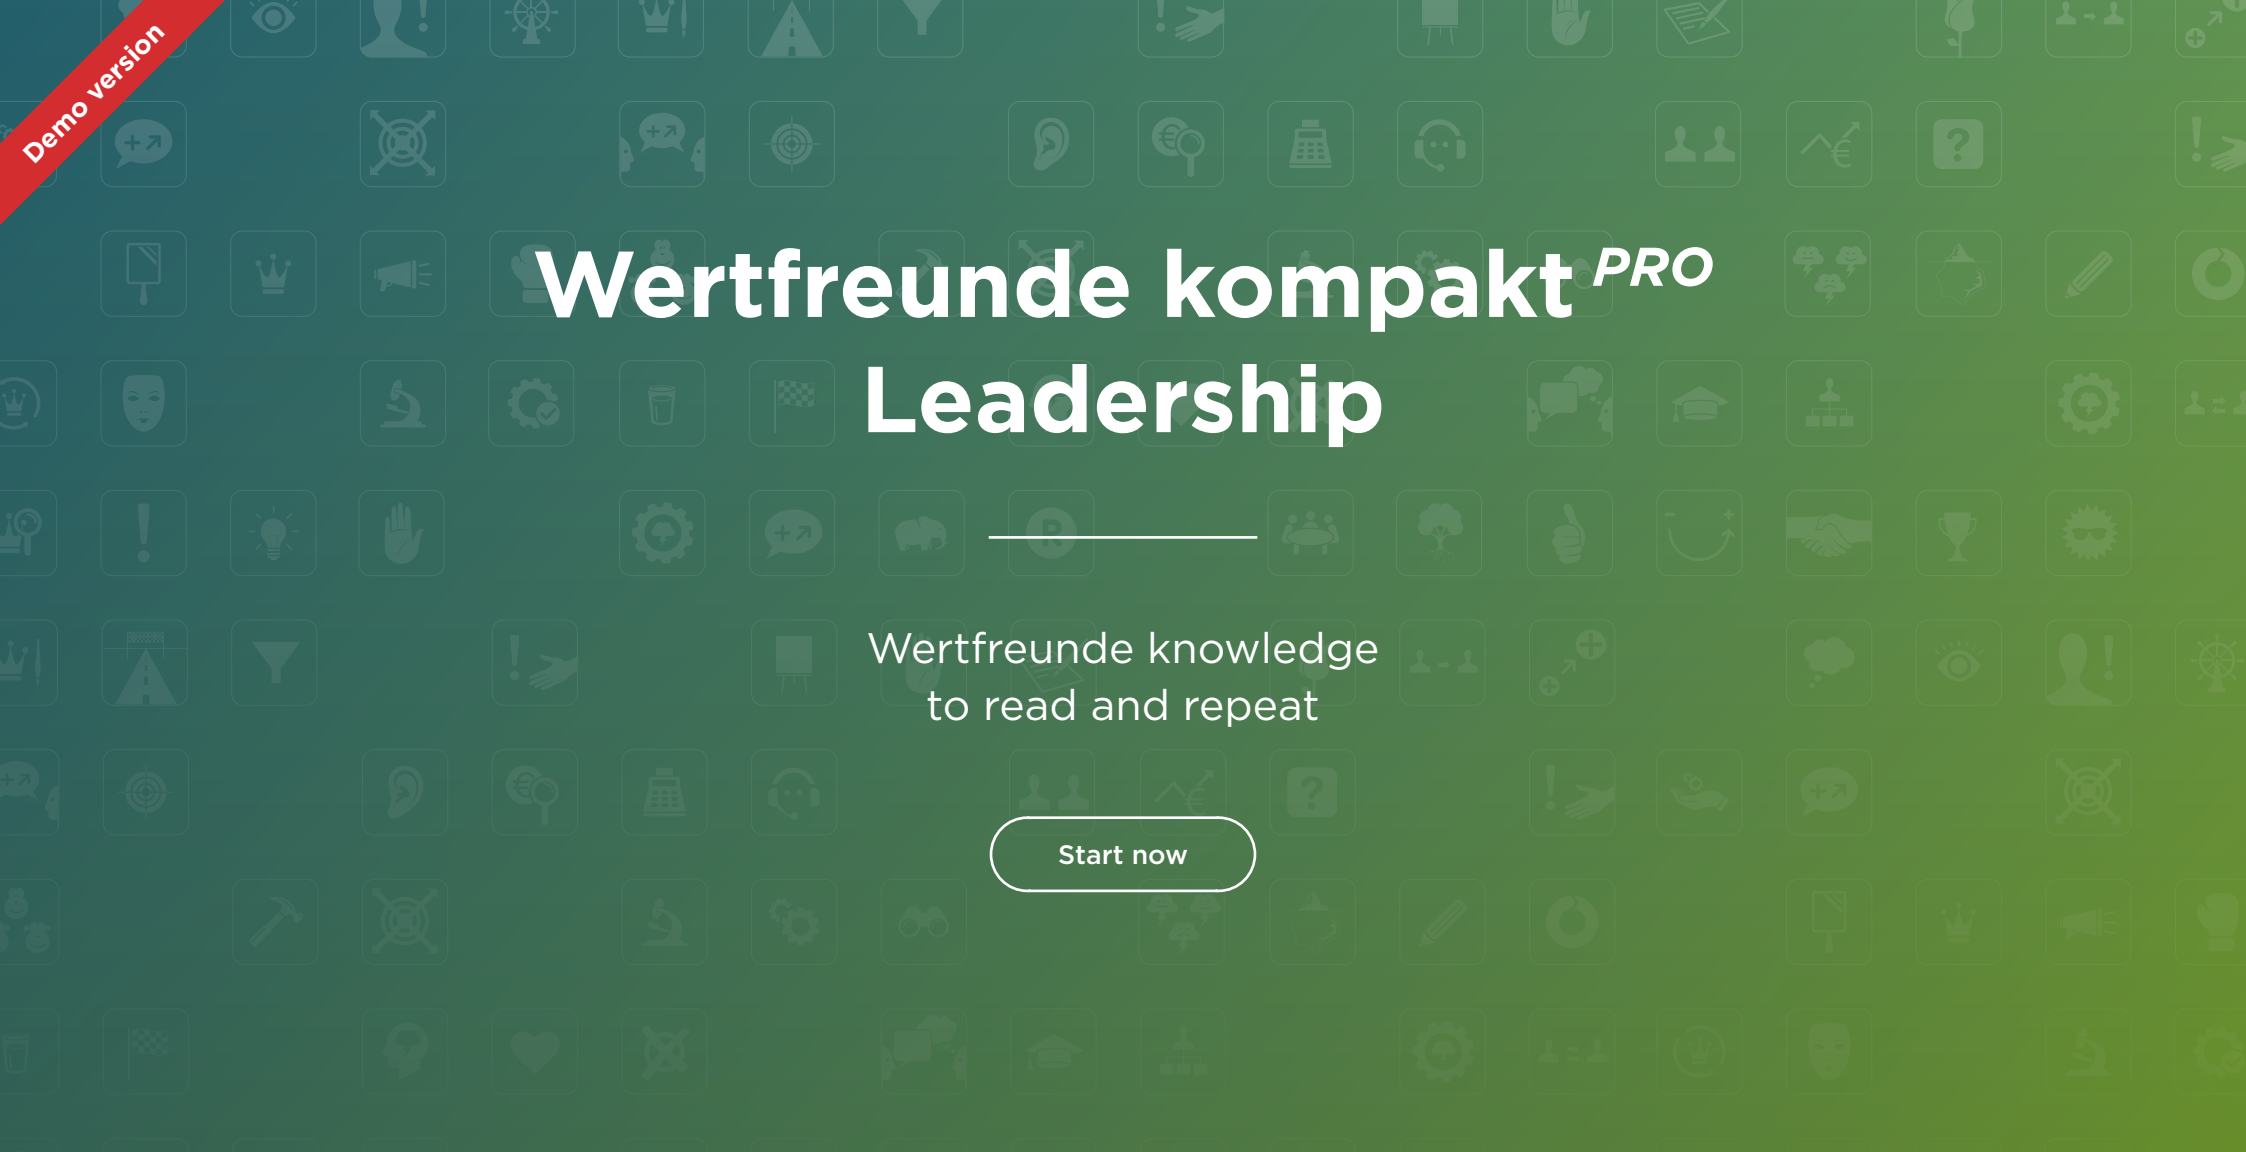 Demo version
Wertfreunde kompakt PRO
Leadership
Wertfreunde knowledge
to read and repeat
Start now